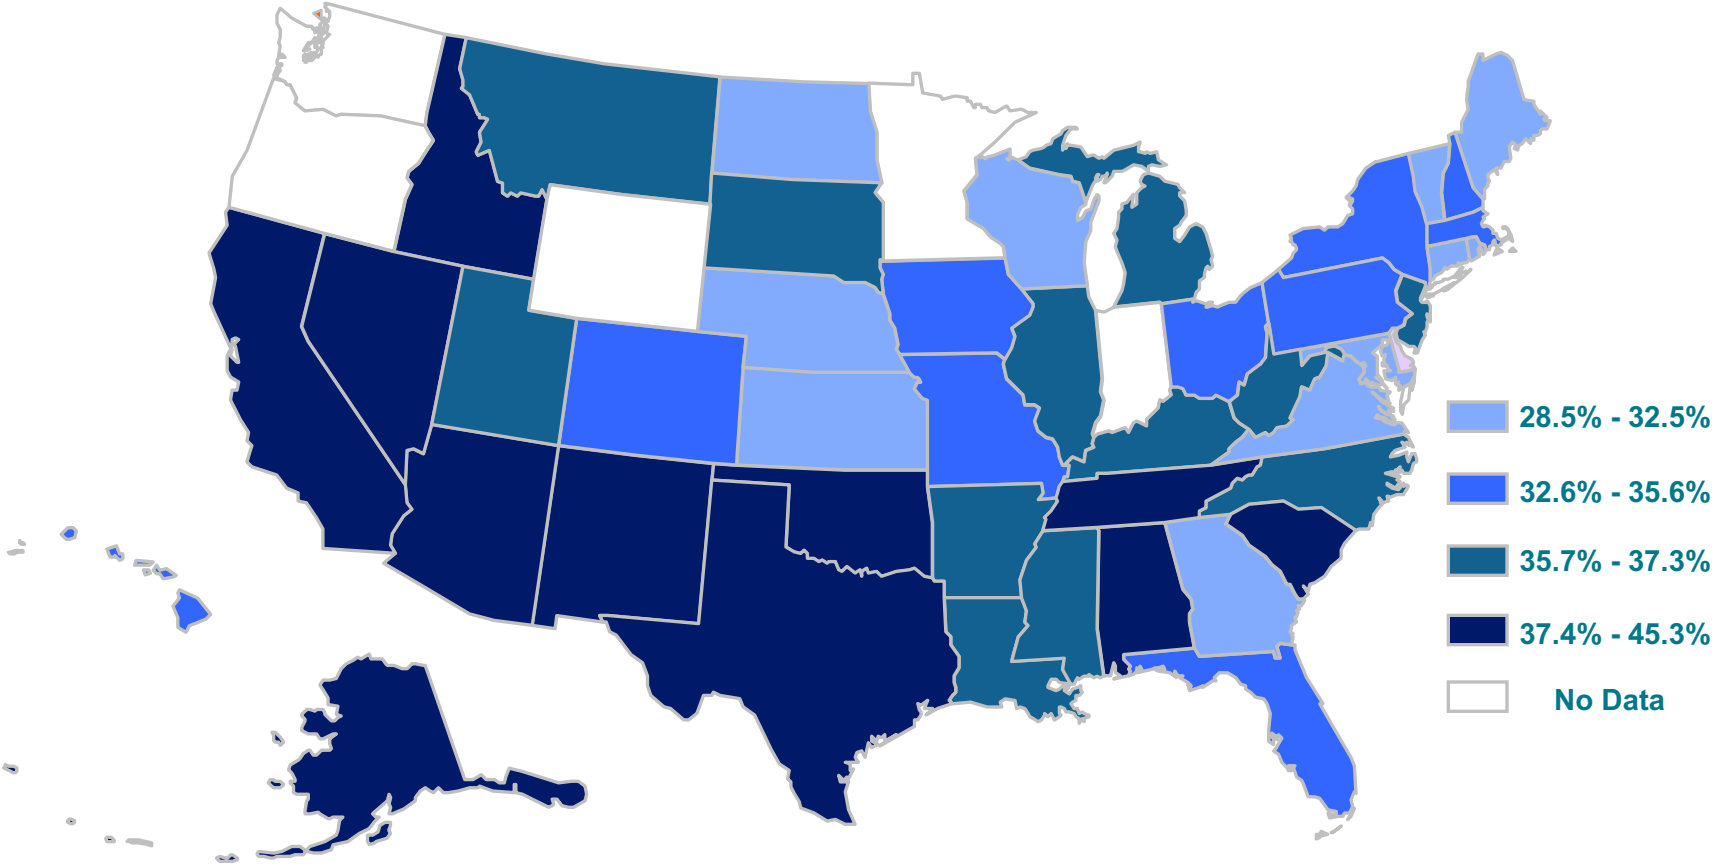 28.5% - 32.5%
32.6% - 35.6%
35.7% - 37.3%
37.4% - 45.3%
No Data